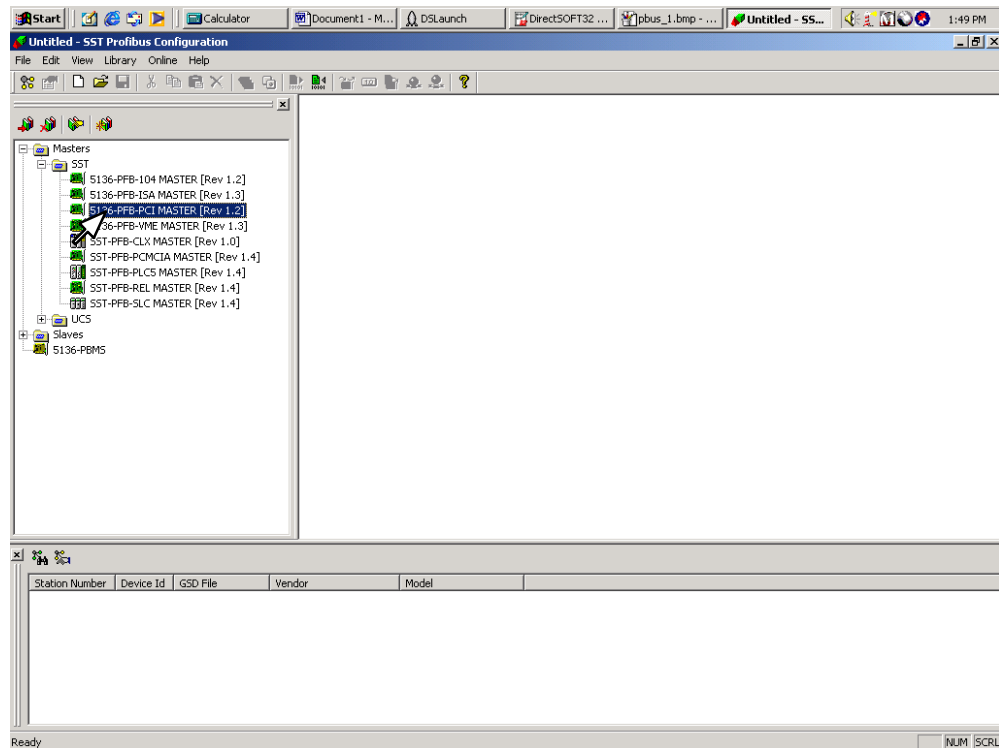 Start Calculator Document1 - M... DSLaunch DirectSOFT32 ... pbus_1.bmp - ... Untitled - SS... 1:49 PM
Untitled - SST Profibus Configuration
File Edit View Library Online Help
Masters
SST
5136-PFB-104 MASTER [Rev 1.2]
5136-PFB-ISA MASTER [Rev 1.3]
5136-PFB-PCI MASTER [Rev 1.2]
36-PFB-VME MASTER [Rev 1.3]
SST-PFB-CLX MASTER [Rev 1.0]
SST-PFB-PCMCIA MASTER [Rev 1.4]
SST-PFB-PLC5 MASTER [Rev 1.4]
SST-PFB-REL MASTER [Rev 1.4]
SST-PFB-SLC MASTER [Rev 1.4]
UCS
Slaves
5136-PBMS
Station Number Device Id GSD File Vendor Model
Ready NUM SCRL